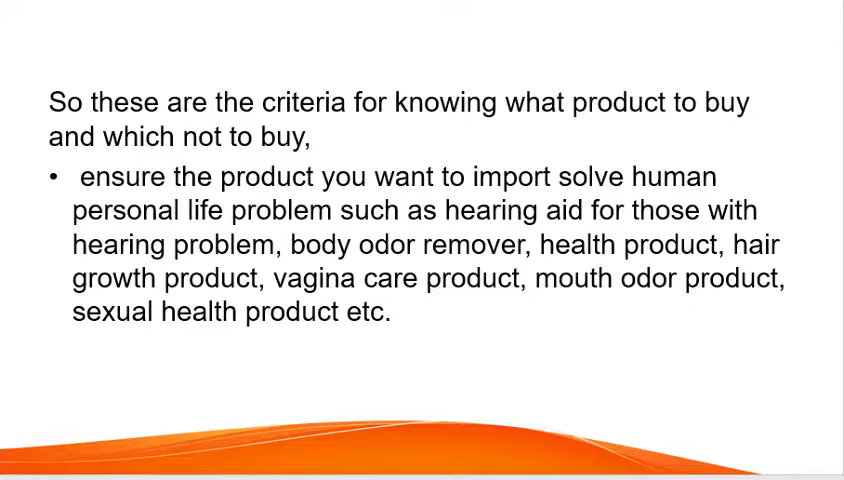 So these are the criteria for knowing what product to buy
and which not to buy,
• ensure the product you want to import solve human
personal life problem such as hearing aid for those with
hearing problem, body odor remover, health product, hair
growth product, vagina care product, mouth odor product,
sexual health product etc.